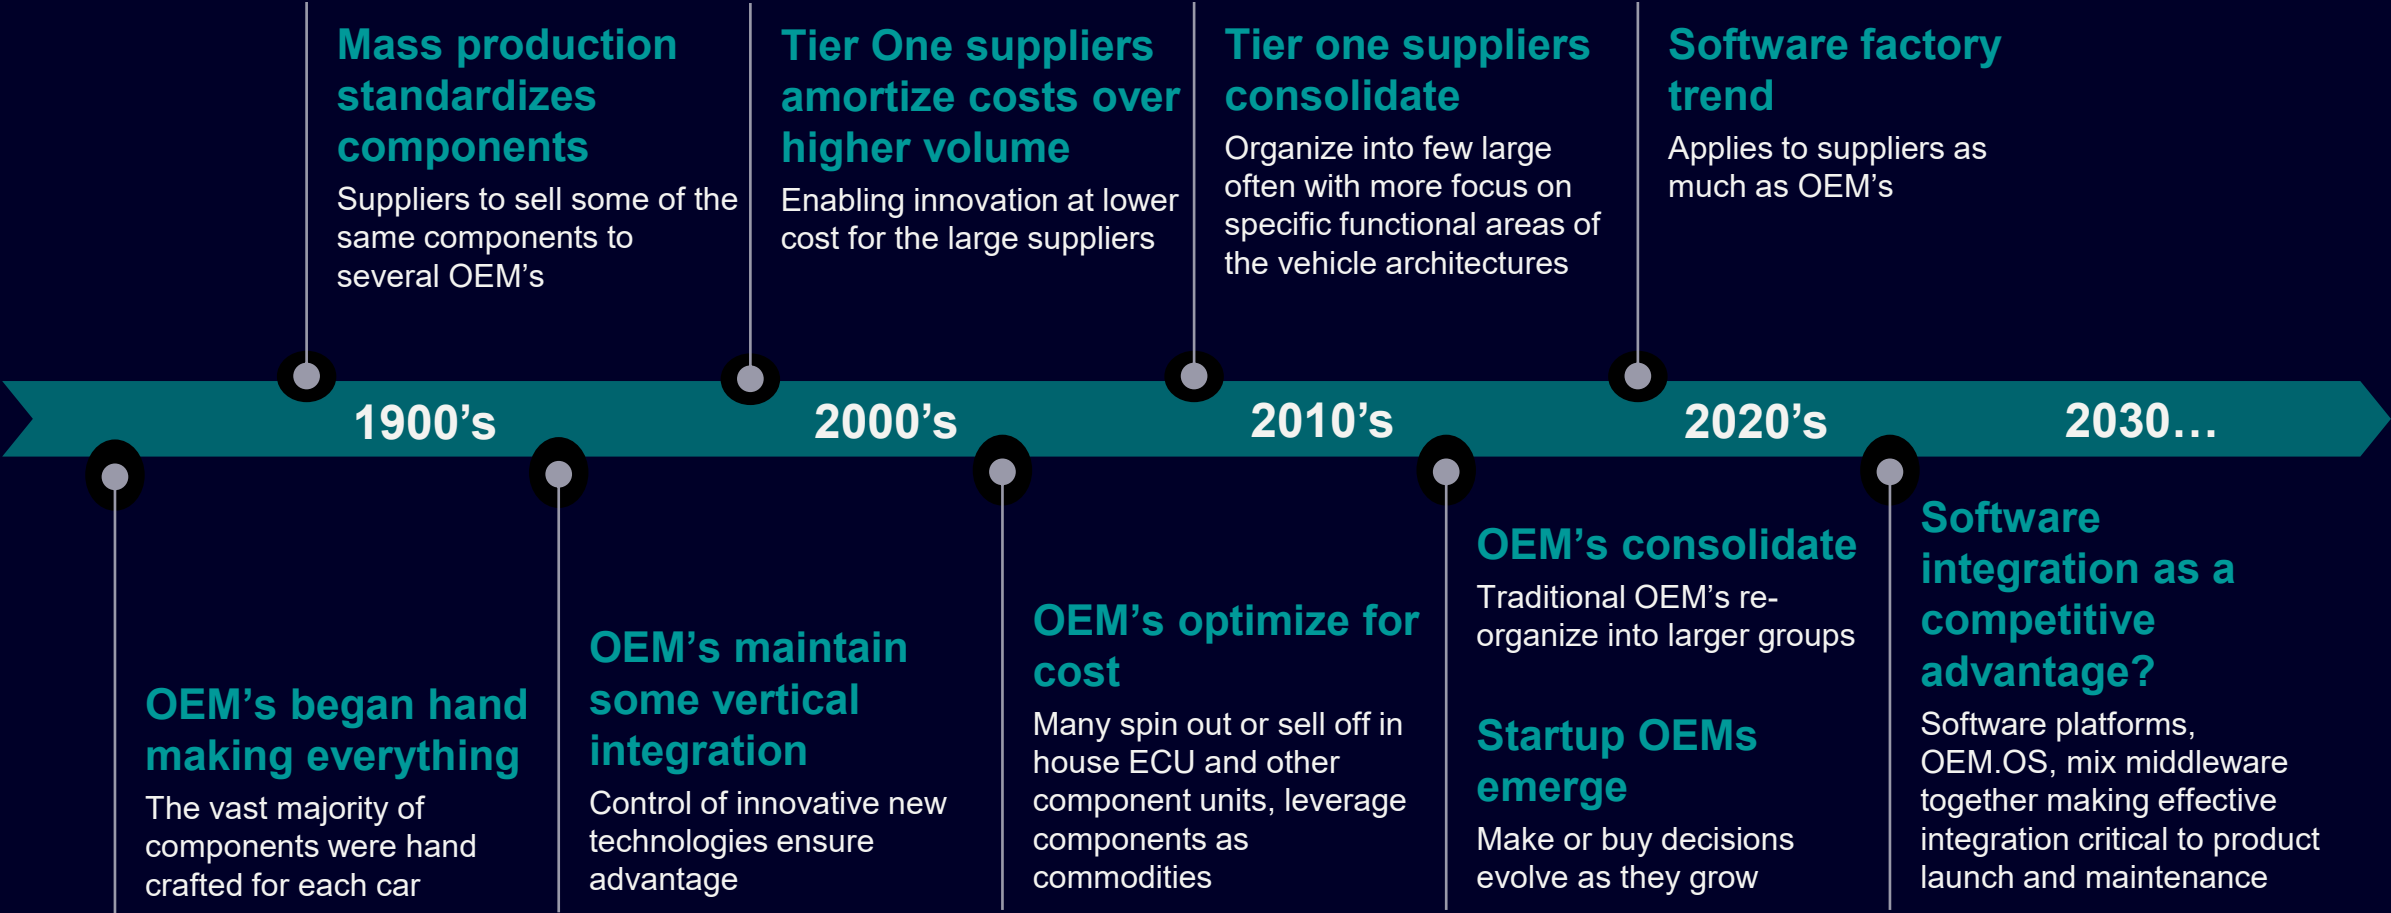 Mass production
standardizes
components
Suppliers to sell some of the
same components to
several OEM’s
Tier One suppliers
amortize costs over
higher volume
Enabling innovation at lower
cost for the large suppliers
Tier one suppliers
consolidate
Organize into few large
often with more focus on
specific functional areas of
the vehicle architectures
Software factory
trend
Applies to suppliers as
much as OEM’s
1900’s
2000’s
2010’s
2020’s
2030…
OEM’s began hand
making everything
The vast majority of
components were hand
crafted for each car
OEM’s maintain
some vertical
integration
Control of innovative new
technologies ensure
advantage
OEM’s optimize for
cost
Many spin out or sell off in
house ECU and other
component units, leverage
components as
commodities
OEM’s consolidate
Traditional OEM’s re-
organize into larger groups
Startup OEMs
emerge
Make or buy decisions
evolve as they grow
Software
integration as a
competitive
advantage?
Software platforms,
OEM.OS, mix middleware
together making effective
integration critical to product
launch and maintenance